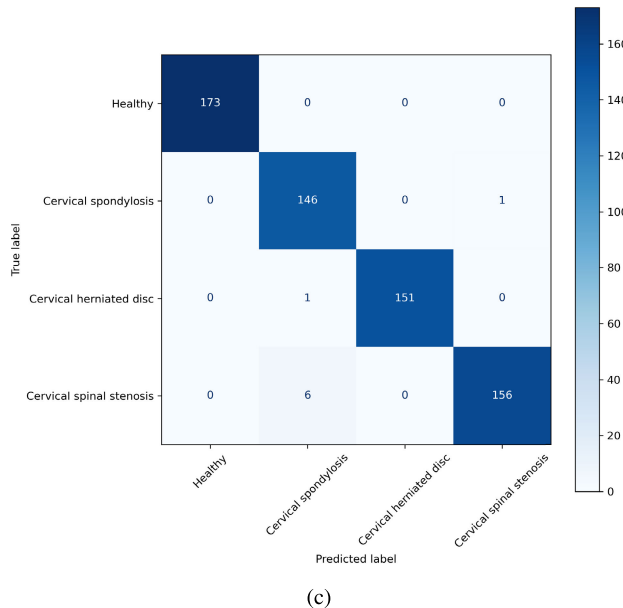 Healthy 173 0 0 0
Cervical spondylosis 0 146 0 1
Cervical herniated disc 0 1 151 0
Cervical spinal stenosis 0 6 0 156
True label
Healthy
Cervical spondylosis
Cervical herniated disc
Cervical spinal stenosis
Predicted label
160
140
120
100
80
60
40
20
0
(c)